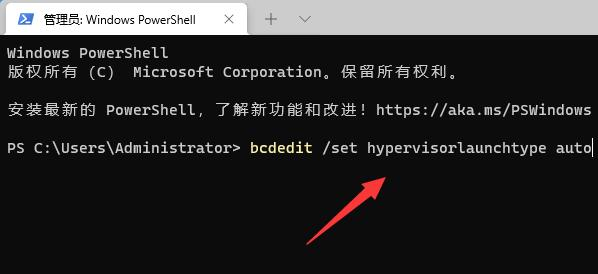 管理员: Windows PowerShell
Windows PowerShell
版权所有 (C)  Microsoft Corporation。保留所有权利。
安装最新的 PowerShell，了解新功能和改进！https://aka.ms/PSWindows
PS C:\Users\Administrator> bcdedit /set hypervisorlaunchtype auto